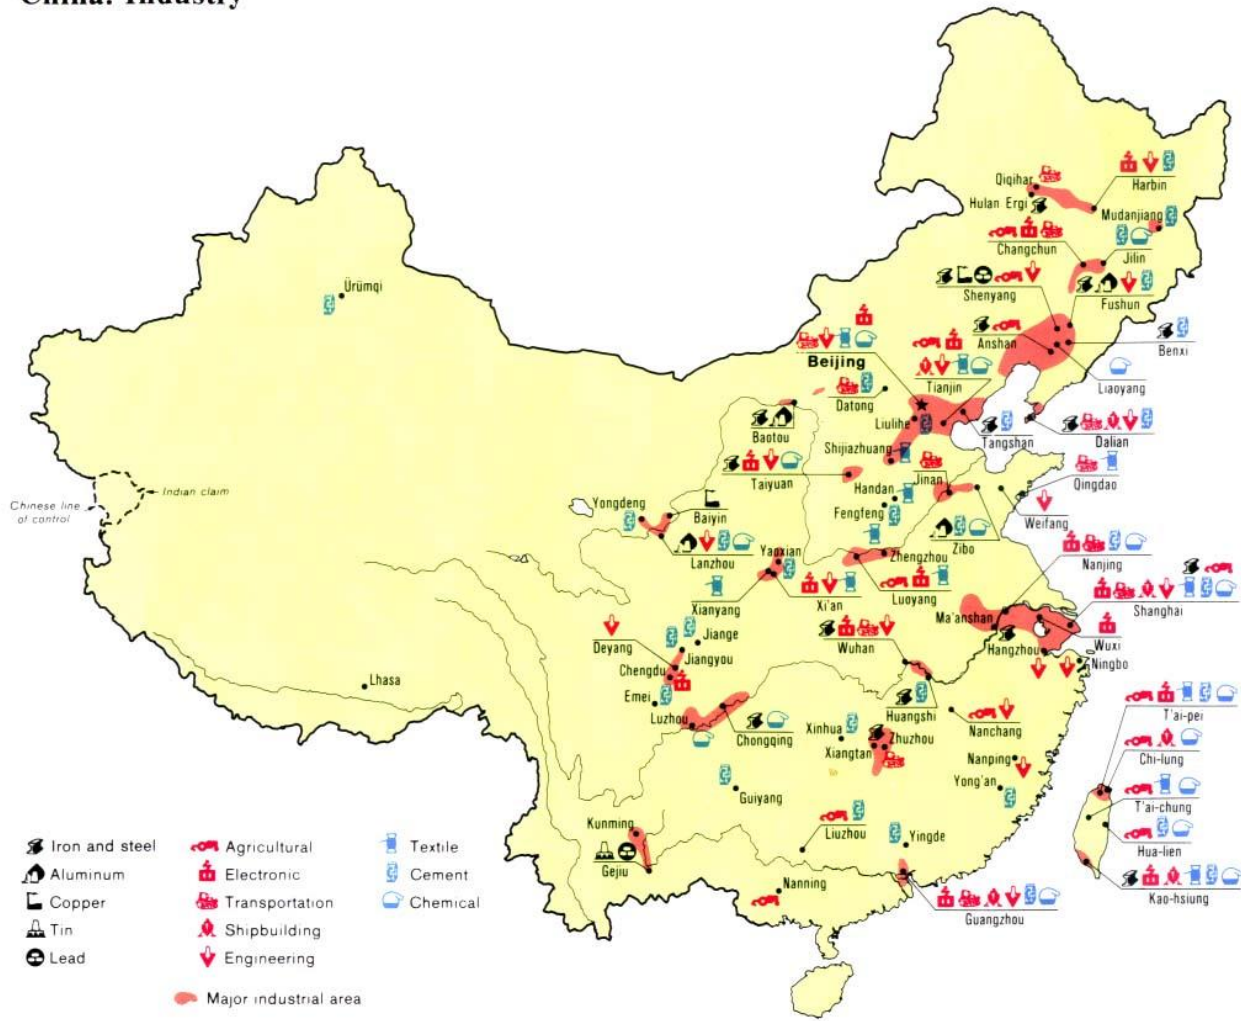 China: Industry
Qiqihar
Hulan Ergi
Harbin
Mudanjiang
Changchun
Jilin
Shenyang
Fushun
Anshan
Benxi
Liaoyang
Ürümqi
Beijing
Tianjin
Datong
Liulihe
Tangshan
Dalian
Baotou
Shijiazhuang
Taiyuan
Jinan
Qingdao
Handan
Fengfeng
Weifang
Zibo
Chinese line
of control
Indian claim
Yongdeng
Baiyin
Lanzhou
Yaoxian
Zhengzhou
Nanjing
Xianyang
Xi'an
Luoyang
Shanghai
Ma'anshan
Wuxi
Hangzhou
Ningbo
Deyang
Jiange
Jiangyou
Wuhan
Chengdu
Emei
Lhasa
Luzhou
Chongqing
Huangshi
Nanchang
Xinhua
Xiangtan
Zhuzhou
Nanping
Yong'an
T'ai-pei
Chi-lung
T'ai-chung
Hua-lien
Kao-hsiung
Guiyang
Kunming
Gejiu
Liuzhou
Yingde
Nanning
Guangzhou
Iron and steel
Aluminum
Copper
Tin
Lead
Agricultural
Electronic
Transportation
Shipbuilding
Engineering
Textile
Cement
Chemical
Major industrial area